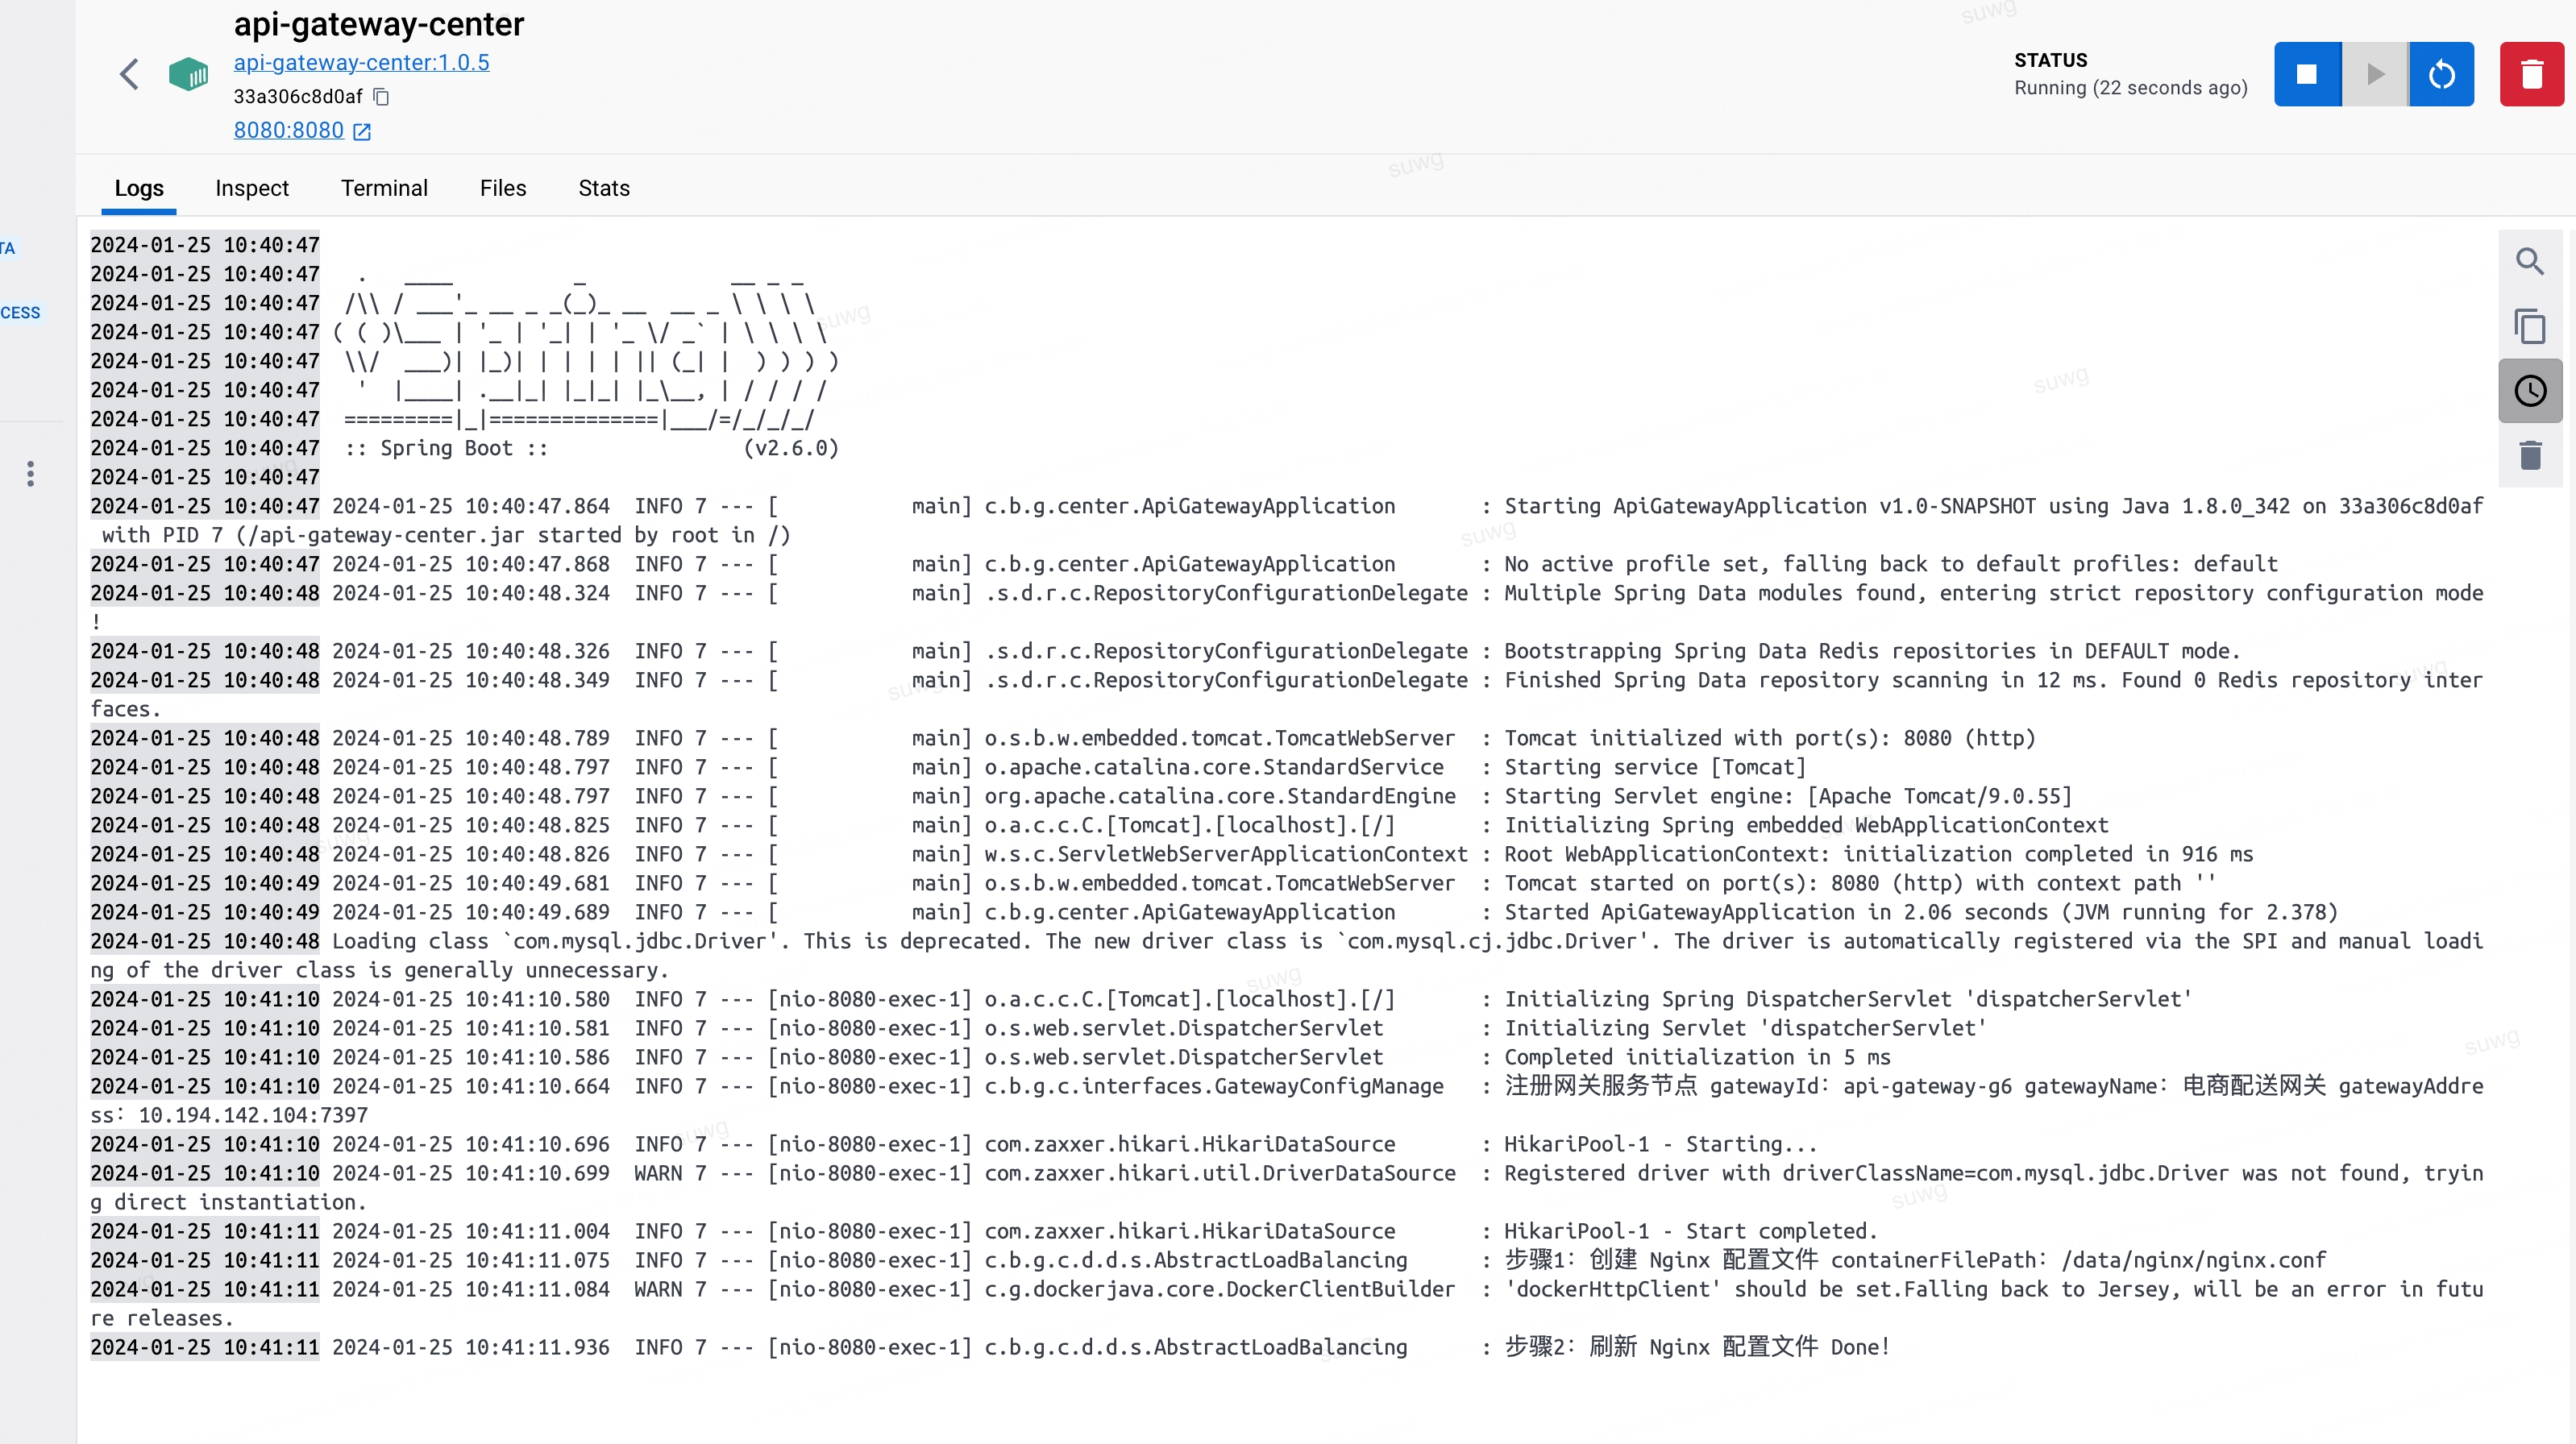 api-gateway-center
api-gateway-center:1.0.5
33a306c8d0af
8080:8080
STATUS
Running (22 seconds ago)
Logs Inspect Terminal Files Stats
TA
CESS
2024-01-25 10:40:47
2024-01-25 10:40:47   .   ____          _            __ _ _
2024-01-25 10:40:47  /\\ / ___'_ __ _ _(_)_ __  __ _ \ \ \ \
2024-01-25 10:40:47 ( ( )\___ | '_ | '_| | '_ \/ _` | \ \ \ \
2024-01-25 10:40:47  \\/  ___)| |_)| | | | | || (_| |  ) ) ) )
2024-01-25 10:40:47   '  |____| .__|_| |_|_| |_\__, | / / / /
2024-01-25 10:40:47  =========|_|==============|___/=/_/_/_/
2024-01-25 10:40:47  :: Spring Boot ::                (v2.6.0)
2024-01-25 10:40:47
2024-01-25 10:40:47 2024-01-25 10:40:47.864  INFO 7 --- [           main] c.b.g.center.ApiGatewayApplication       : Starting ApiGatewayApplication v1.0-SNAPSHOT using Java 1.8.0_342 on 33a306c8d0af
 with PID 7 (/api-gateway-center.jar started by root in /)
2024-01-25 10:40:47 2024-01-25 10:40:47.868  INFO 7 --- [           main] c.b.g.center.ApiGatewayApplication       : No active profile set, falling back to default profiles: default
2024-01-25 10:40:48 2024-01-25 10:40:48.324  INFO 7 --- [           main] .s.d.r.c.RepositoryConfigurationDelegate : Multiple Spring Data modules found, entering strict repository configuration mode
!
2024-01-25 10:40:48 2024-01-25 10:40:48.326  INFO 7 --- [           main] .s.d.r.c.RepositoryConfigurationDelegate : Bootstrapping Spring Data Redis repositories in DEFAULT mode.
2024-01-25 10:40:48 2024-01-25 10:40:48.349  INFO 7 --- [           main] .s.d.r.c.RepositoryConfigurationDelegate : Finished Spring Data repository scanning in 12 ms. Found 0 Redis repository inter
faces.
2024-01-25 10:40:48 2024-01-25 10:40:48.789  INFO 7 --- [           main] o.s.b.w.embedded.tomcat.TomcatWebServer  : Tomcat initialized with port(s): 8080 (http)
2024-01-25 10:40:48 2024-01-25 10:40:48.797  INFO 7 --- [           main] o.apache.catalina.core.StandardService   : Starting service [Tomcat]
2024-01-25 10:40:48 2024-01-25 10:40:48.797  INFO 7 --- [           main] org.apache.catalina.core.StandardEngine  : Starting Servlet engine: [Apache Tomcat/9.0.55]
2024-01-25 10:40:48 2024-01-25 10:40:48.825  INFO 7 --- [           main] o.a.c.c.C.[Tomcat].[localhost].[/]       : Initializing Spring embedded WebApplicationContext
2024-01-25 10:40:48 2024-01-25 10:40:48.826  INFO 7 --- [           main] w.s.c.ServletWebServerApplicationContext : Root WebApplicationContext: initialization completed in 916 ms
2024-01-25 10:40:49 2024-01-25 10:40:49.681  INFO 7 --- [           main] o.s.b.w.embedded.tomcat.TomcatWebServer  : Tomcat started on port(s): 8080 (http) with context path ''
2024-01-25 10:40:49 2024-01-25 10:40:49.689  INFO 7 --- [           main] c.b.g.center.ApiGatewayApplication       : Started ApiGatewayApplication in 2.06 seconds (JVM running for 2.378)
2024-01-25 10:40:48 Loading class `com.mysql.jdbc.Driver'. This is deprecated. The new driver class is `com.mysql.cj.jdbc.Driver'. The driver is automatically registered via the SPI and manual loadi
ng of the driver class is generally unnecessary.
2024-01-25 10:41:10 2024-01-25 10:41:10.580  INFO 7 --- [nio-8080-exec-1] o.a.c.c.C.[Tomcat].[localhost].[/]       : Initializing Spring DispatcherServlet 'dispatcherServlet'
2024-01-25 10:41:10 2024-01-25 10:41:10.581  INFO 7 --- [nio-8080-exec-1] o.s.web.servlet.DispatcherServlet        : Initializing Servlet 'dispatcherServlet'
2024-01-25 10:41:10 2024-01-25 10:41:10.586  INFO 7 --- [nio-8080-exec-1] o.s.web.servlet.DispatcherServlet        : Completed initialization in 5 ms
2024-01-25 10:41:10 2024-01-25 10:41:10.664  INFO 7 --- [nio-8080-exec-1] c.b.g.c.interfaces.GatewayConfigManage   : 注册网关服务节点 gatewayId：api-gateway-g6 gatewayName：电商配送网关 gatewayAddre
ss：10.194.142.104:7397
2024-01-25 10:41:10 2024-01-25 10:41:10.696  INFO 7 --- [nio-8080-exec-1] com.zaxxer.hikari.HikariDataSource       : HikariPool-1 - Starting...
2024-01-25 10:41:10 2024-01-25 10:41:10.699  WARN 7 --- [nio-8080-exec-1] com.zaxxer.hikari.util.DriverDataSource  : Registered driver with driverClassName=com.mysql.jdbc.Driver was not found, tryin
g direct instantiation.
2024-01-25 10:41:11 2024-01-25 10:41:11.004  INFO 7 --- [nio-8080-exec-1] com.zaxxer.hikari.HikariDataSource       : HikariPool-1 - Start completed.
2024-01-25 10:41:11 2024-01-25 10:41:11.075  INFO 7 --- [nio-8080-exec-1] c.b.g.c.d.d.s.AbstractLoadBalancing      : 步骤1：创建 Nginx 配置文件 containerFilePath：/data/nginx/nginx.conf
2024-01-25 10:41:11 2024-01-25 10:41:11.084  WARN 7 --- [nio-8080-exec-1] c.g.dockerjava.core.DockerClientBuilder  : 'dockerHttpClient' should be set.Falling back to Jersey, will be an error in futu
re releases.
2024-01-25 10:41:11 2024-01-25 10:41:11.936  INFO 7 --- [nio-8080-exec-1] c.b.g.c.d.d.s.AbstractLoadBalancing      : 步骤2：刷新 Nginx 配置文件 Done！
suwg